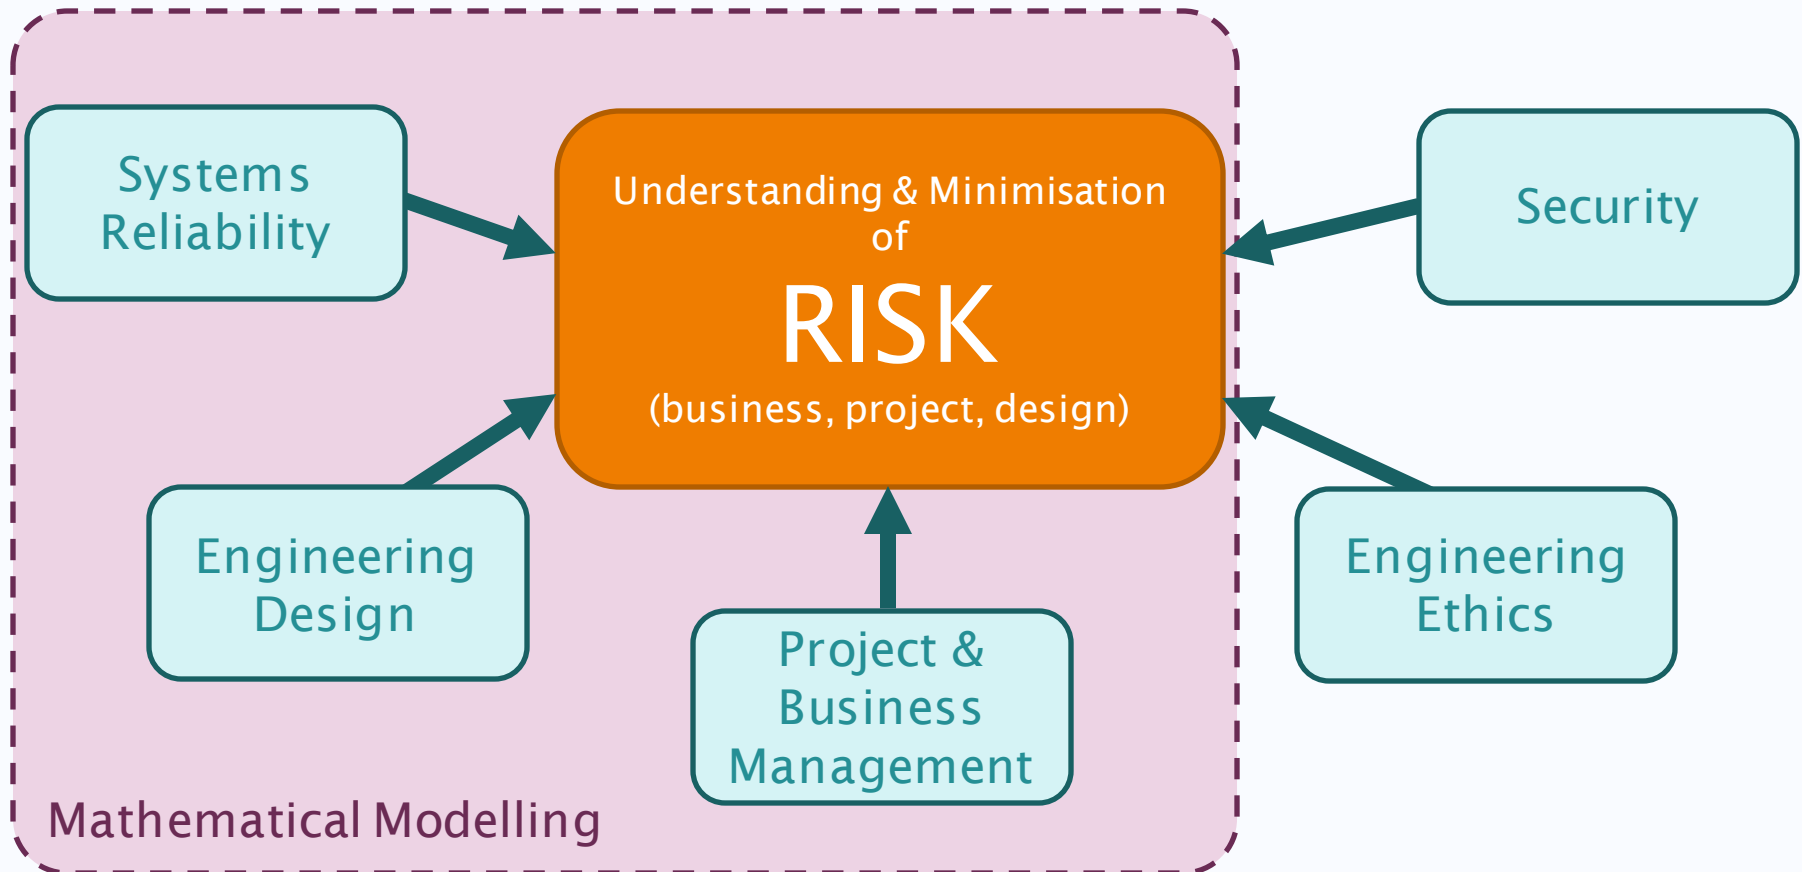 Systems
Reliability
Understanding & Minimisation
of
RISK
(business, project, design)
Security
Engineering
Design
Project &
Business
Management
Engineering
Ethics
Mathematical Modelling